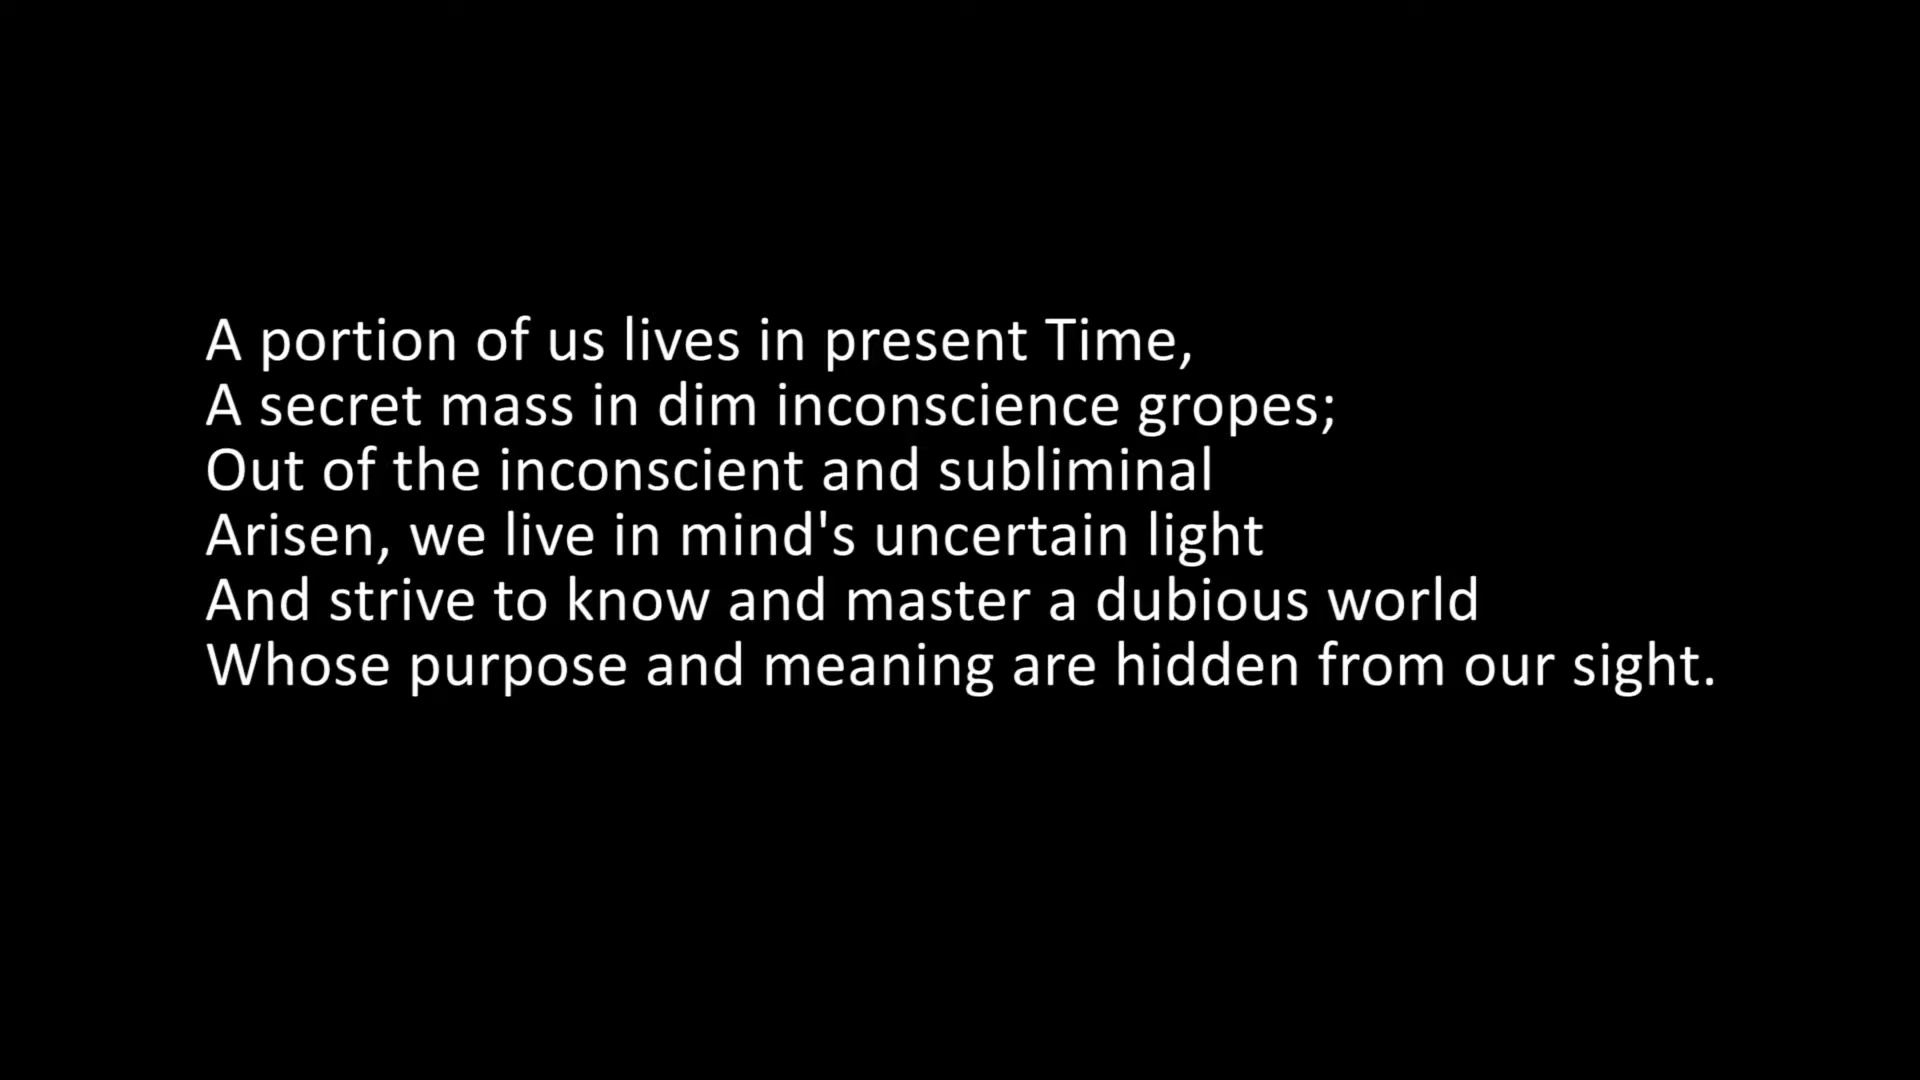 A portion of us lives in present Time,
A secret mass in dim inconscience gropes;
Out of the inconscient and subliminal
Arisen, we live in mind's uncertain light
And strive to know and master a dubious world
Whose purpose and meaning are hidden from our sight.